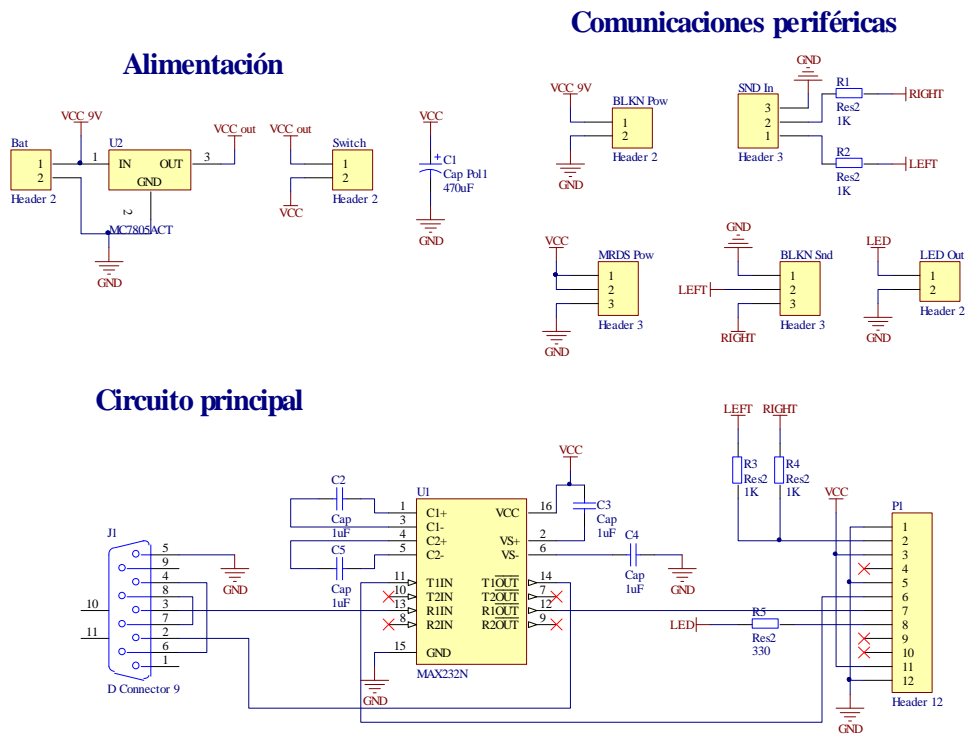 Comunicaciones periféricas
Alimentación
VCC 9V
Bat
1
2
Header 2
U2
1
IN
OUT
3
GND
2
MC7805ACT
GND
VCC out
VCC out
Switch
1
2
Header 2
VCC
VCC
C1
Cap Pol1
470uF
GND
VCC 9V
BLKN Pow
1
2
Header 2
GND
GND
SND In
3
2
1
Header 3
R1
Res2
1K
RIGHT
R2
Res2
1K
LEFT
VCC
MRDS Pow
1
2
3
Header 3
GND
GND
BLKN Snd
LEFT
1
2
3
RIGHT
Header 3
LED
LED Out
1
2
Header 2
GND
Circuito principal
J1
5
9
4
8
3
7
2
6
1
10
11
D Connector 9
GND
C2
Cap
1uF
C5
Cap
1uF
U1
1 C1+ VCC 16
3 C1-
4 C2+ VS+ 2
5 C2- VS- 6
11 T1IN T1OUT 14
10 T2IN T2OUT 7
13 R1IN R1OUT 12
8 R2IN R2OUT 9
15 GND
MAX232N
GND
VCC
C3
Cap
1uF
C4
Cap
1uF
GND
LEFT RIGHT
R3
Res2
1K
R4
Res2
1K
VCC
LED
R5
Res2
330
P1
1
2
3
4
5
6
7
8
9
10
11
12
Header 12
GND